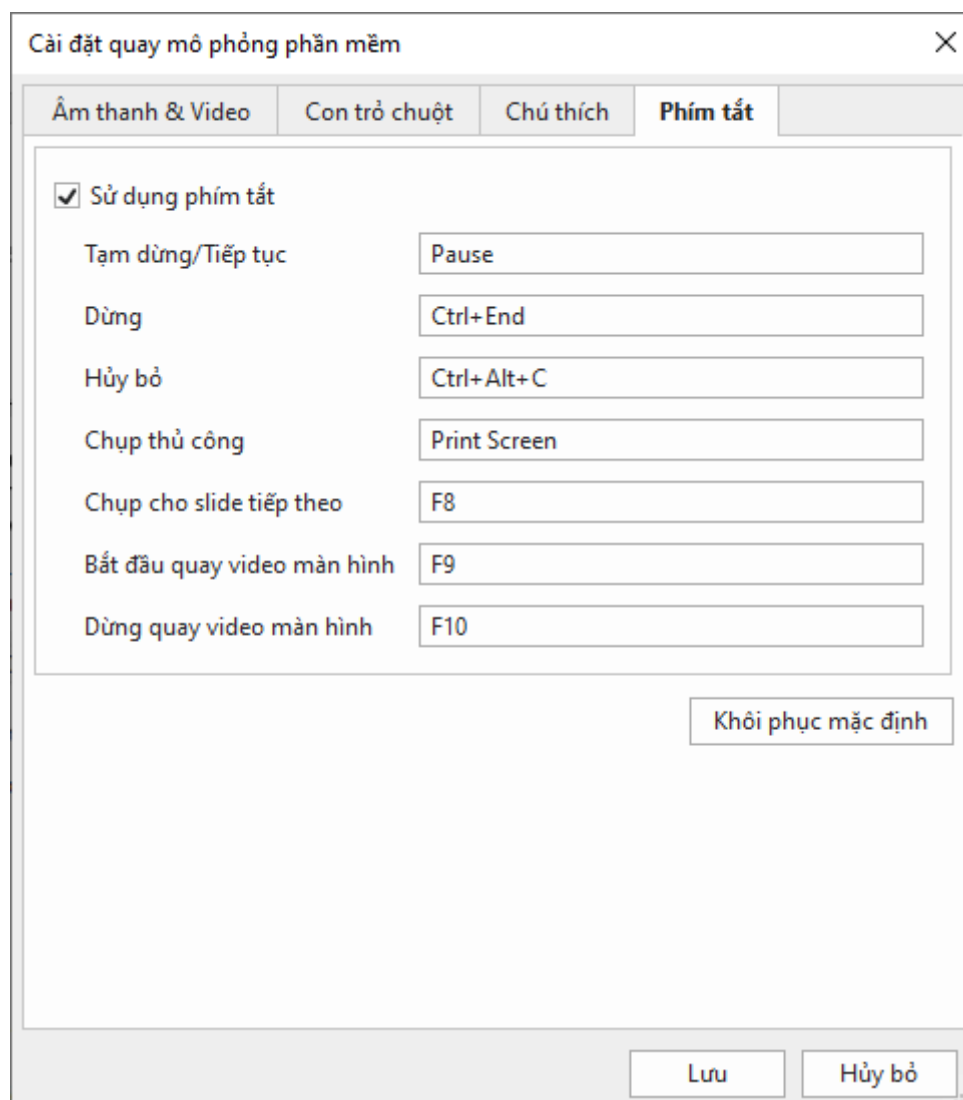 Cài đặt quay mô phỏng phần mềm
Âm thanh & Video Con trỏ chuột Chú thích Phím tắt
Sử dụng phím tắt
Tạm dừng/Tiếp tục Pause
Dừng Ctrl+End
Hủy bỏ Ctrl+Alt+C
Chụp thủ công Print Screen
Chụp cho slide tiếp theo F8
Bắt đầu quay video màn hình F9
Dừng quay video màn hình F10
Khôi phục mặc định
Lưu Hủy bỏ